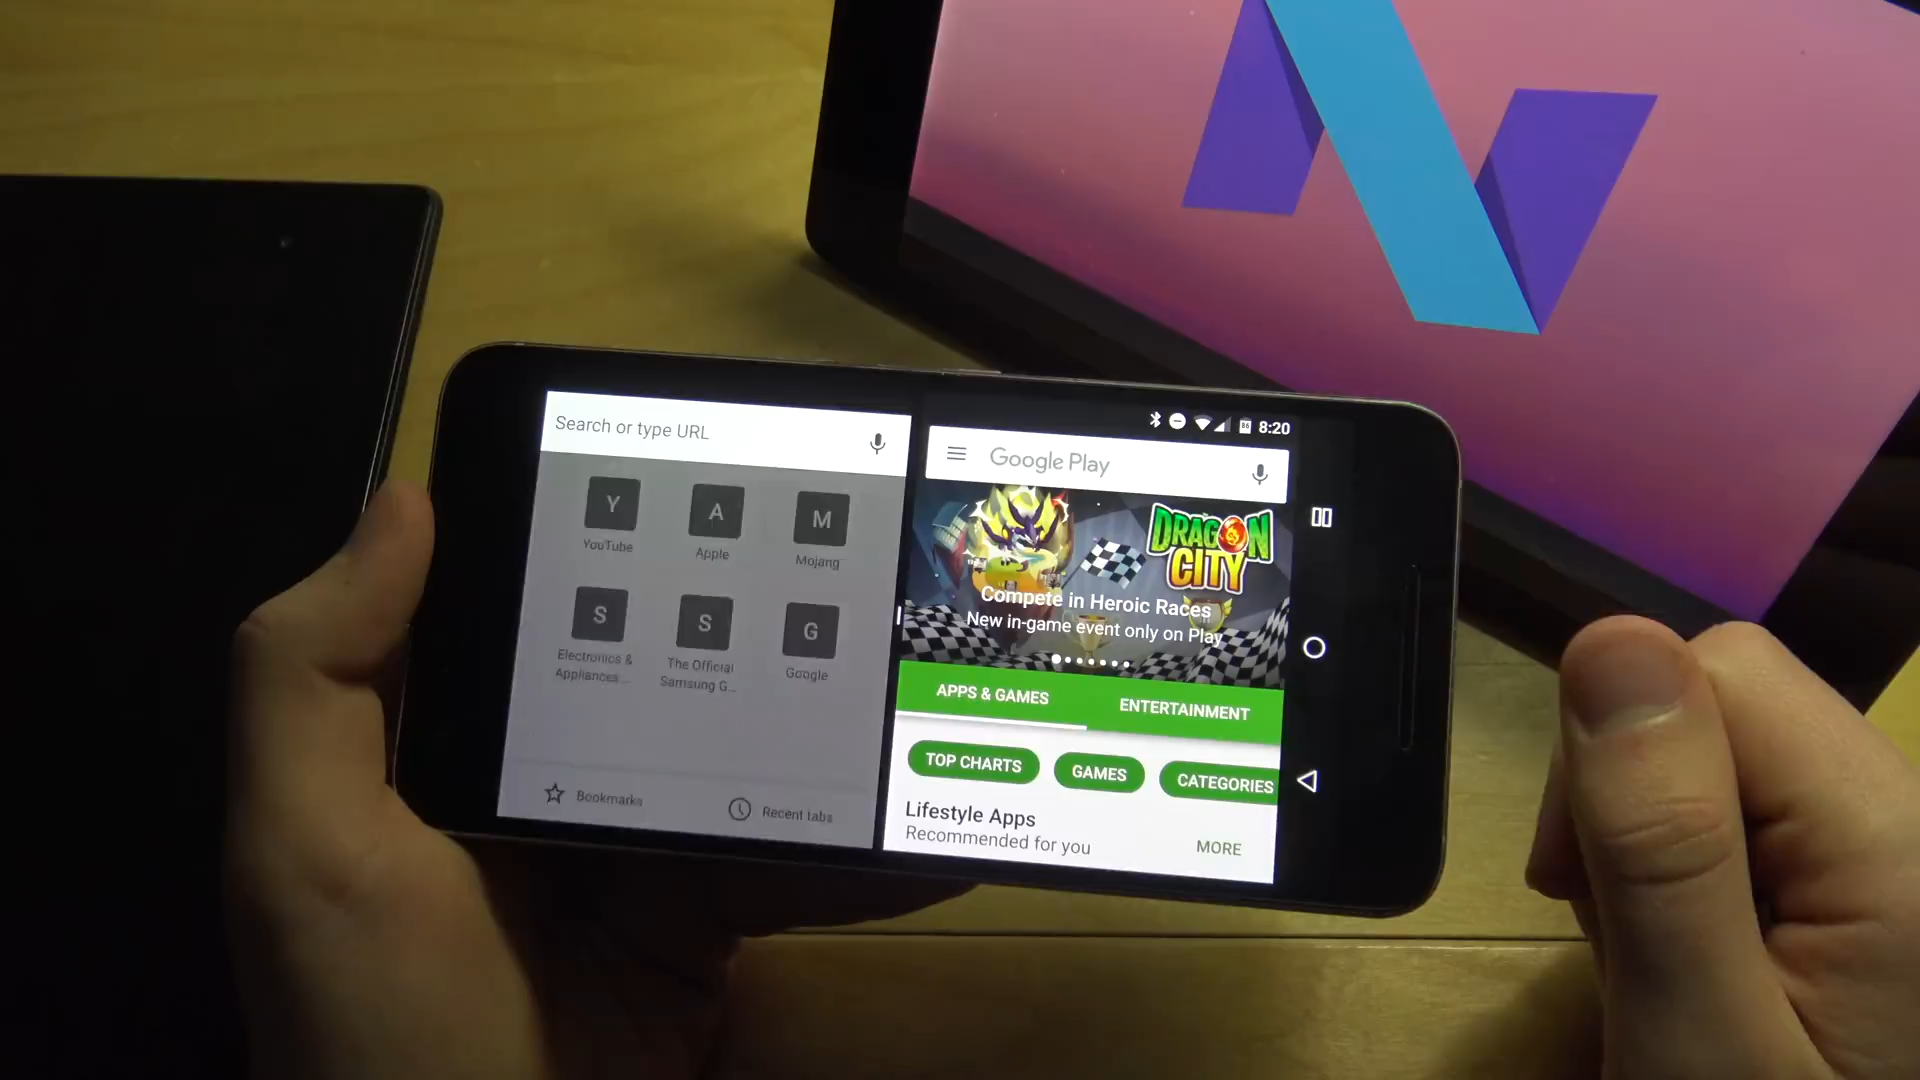 Search or type URL
Y
A
M
YouTube
Apple
Mojang
S
S
G
Electronics &
Appliances ...
The Official
Samsung G...
Google
Bookmarks
Recent tabs
86
8:20
Google Play
DRAGON
CITY
Compete in Heroic Races
New in-game event only on Play
APPS & GAMES
ENTERTAINMENT
TOP CHARTS
GAMES
CATEGORIES
Lifestyle Apps
Recommended for you
MORE
N